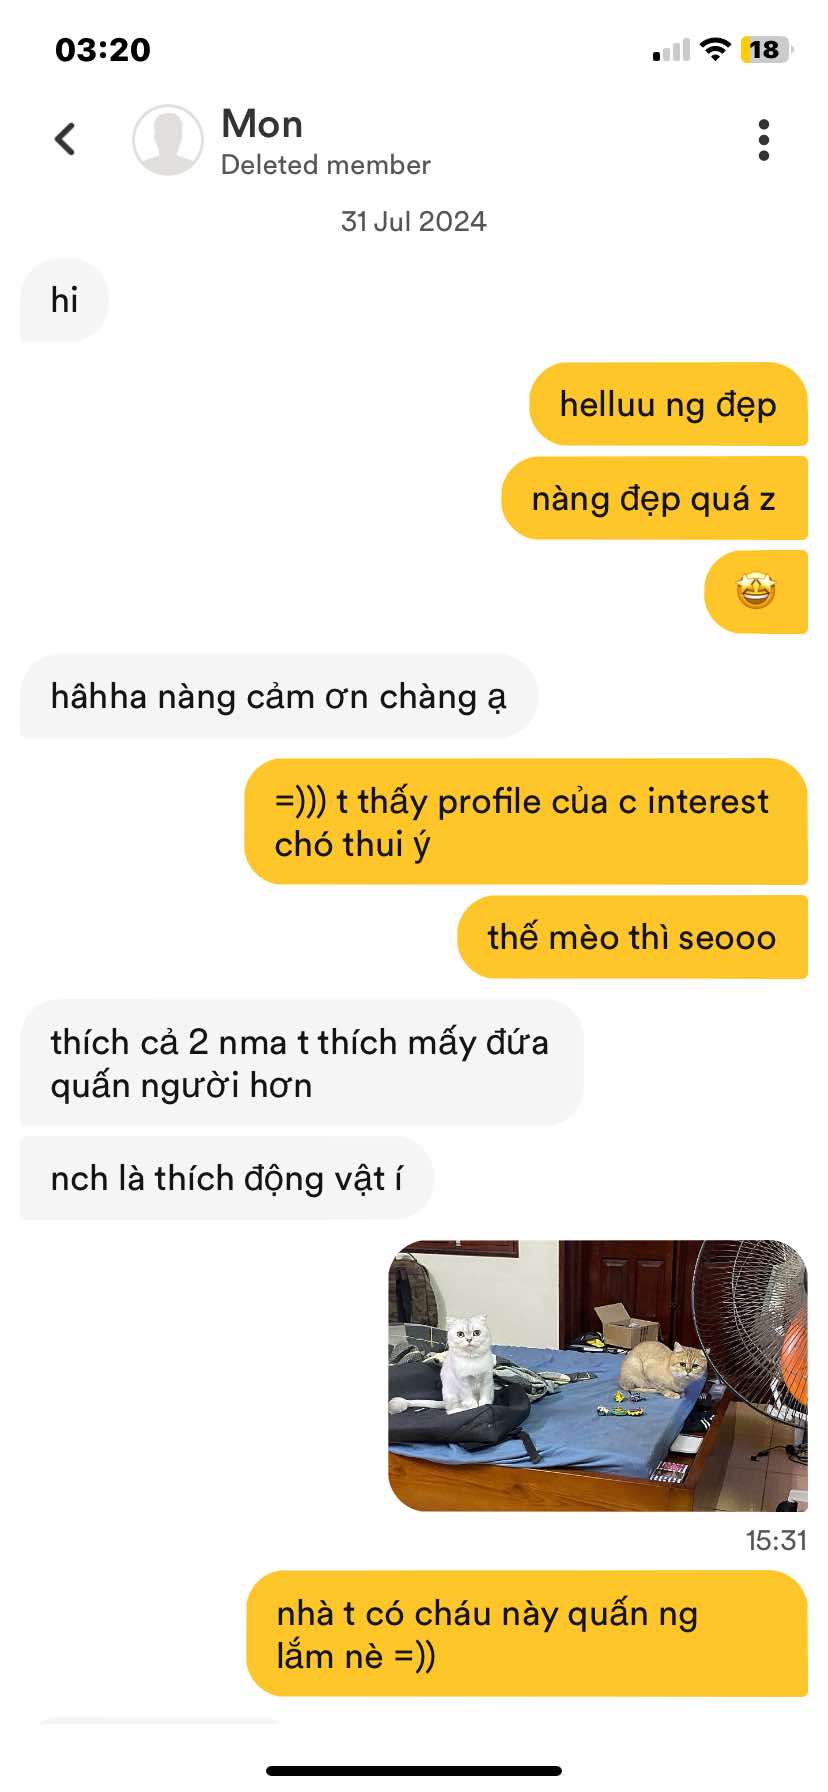 03:20
18
Mon
Deleted member
31 Jul 2024
hi
helluu ng đẹp
nàng đẹp quá z
🤩
hâhha nàng cảm ơn chàng ạ
=))) t thấy profile của c interest
chó thui ý
thế mèo thì seooo
thích cả 2 nma t thích mấy đứa
quấn người hơn
nch là thích động vật í
15:31
nhà t có cháu này quấn ng
lắm nè =))